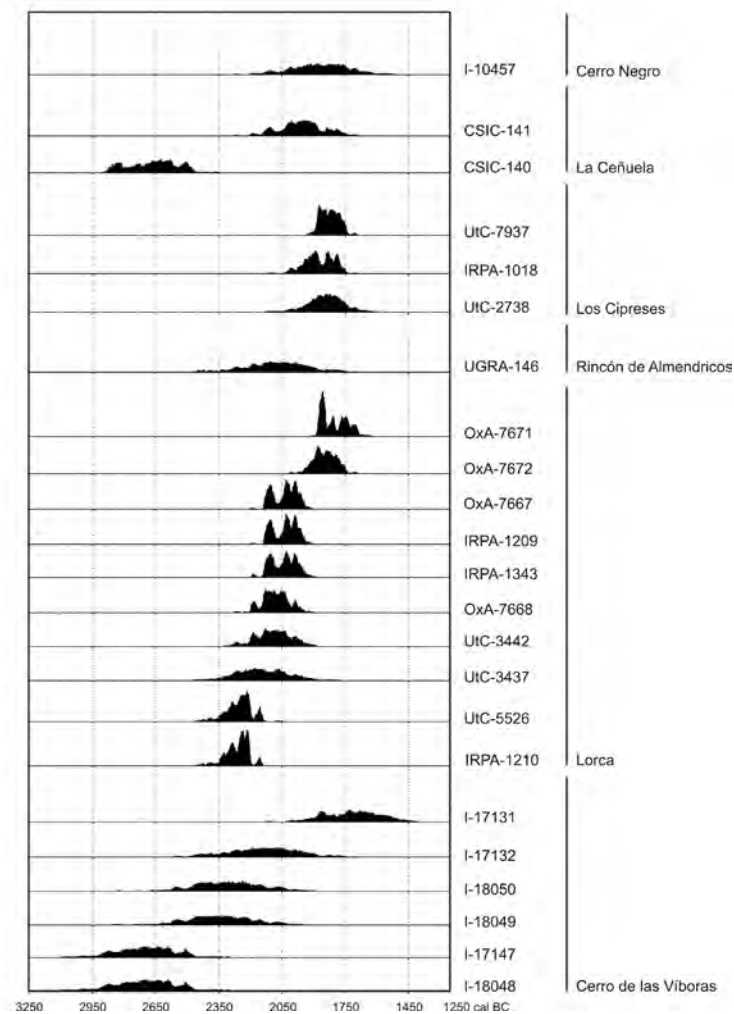 I-10457 Cerro Negro
CSIC-141
CSIC-140 La Ceñuela
UtC-7937
IRPA-1018
UtC-2738 Los Cipreses
UGRA-146 Rincón de Almendricos
OxA-7671
OxA-7672
OxA-7667
IRPA-1209
IRPA-1343
OxA-7668
UtC-3442
UtC-3437
UtC-5526
IRPA-1210 Lorca
I-17131
I-17132
I-18050
I-18049
I-17147
I-18048 Cerro de las Víboras
3250 2950 2650 2350 2050 1750 1450 1250 cal BC